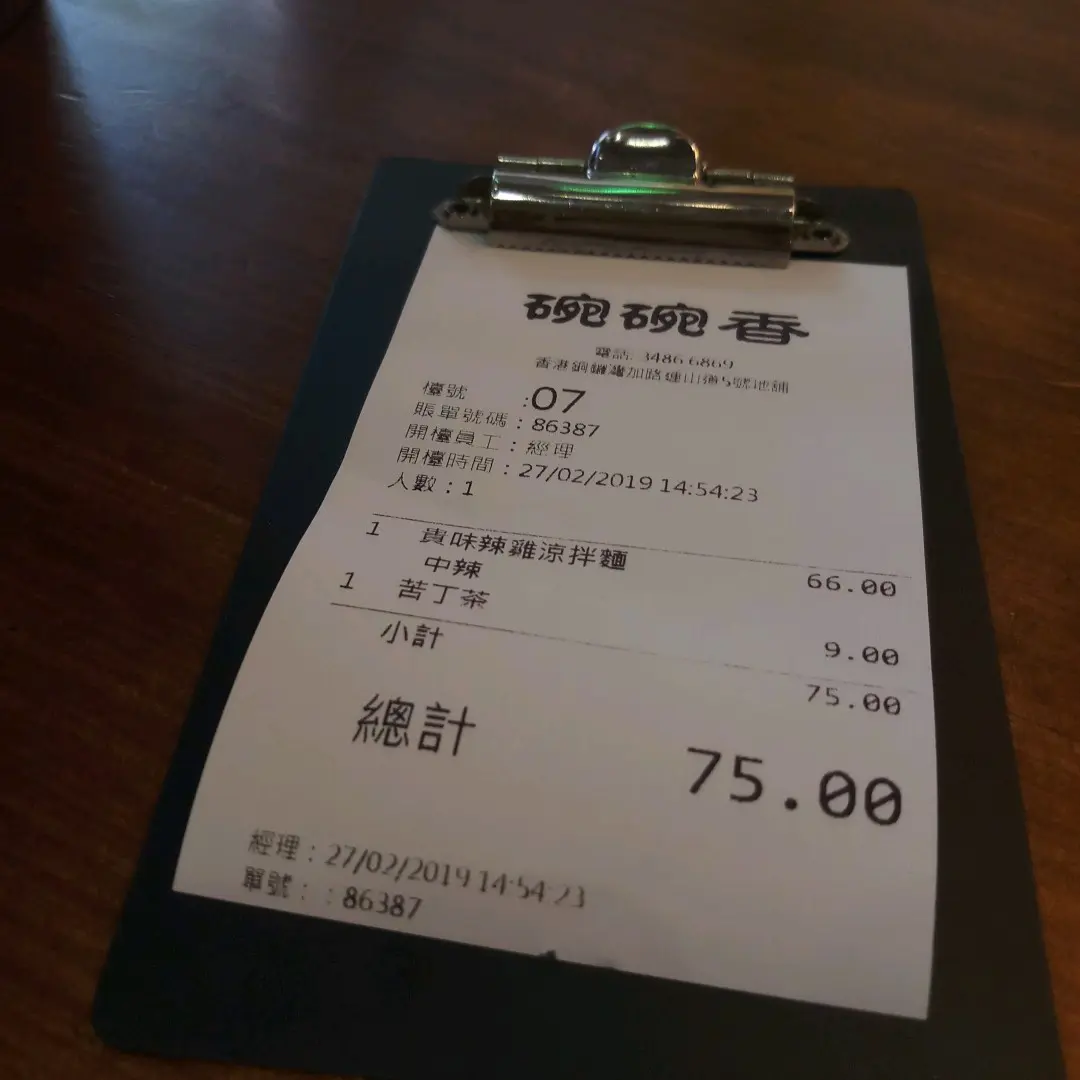 碗碗香
電話: 3486 6869
香港銅鑼灣加路連山道5號地舖
檯號 :07
賬單號碼：86387
開檯員工：經理
開檯時間：27/02/2019 14:54:23
人數：1
1 貴味辣雞涼拌麵 66.00
中辣
1 苦丁茶 9.00
小計 75.00
總計 75.00
經理：27/02/2019 14:54:23
單號：：86387